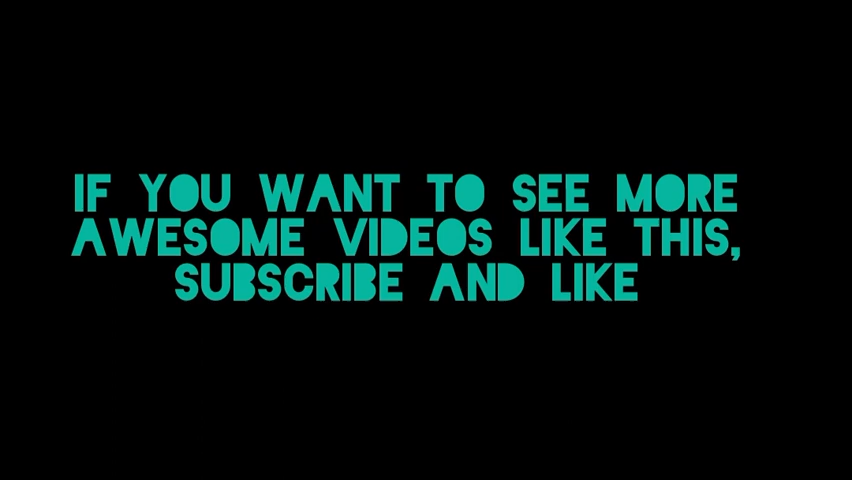 IF YOU WANT TO SEE MORE
AWESOME VIDEOS LIKE THIS,
SUBSCRIBE AND LIKE